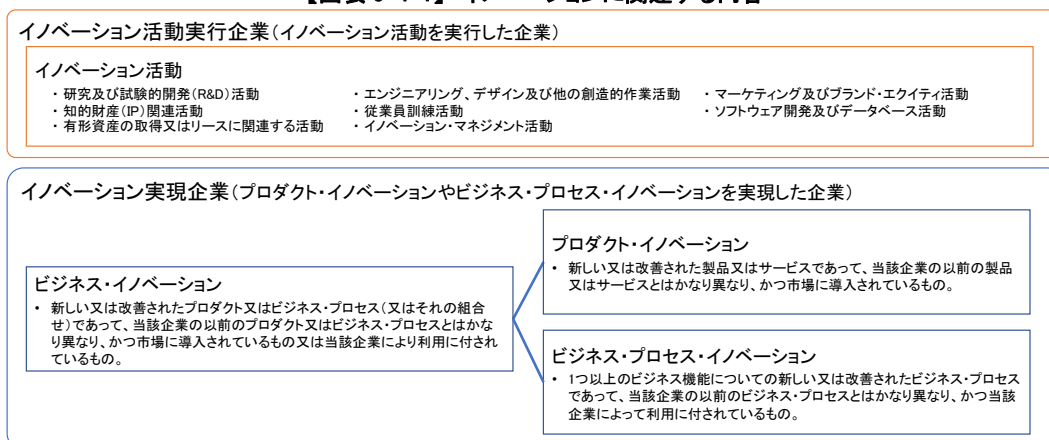 イノベーション活動実行企業(イノベーション活動を実行した企業)
イノベーション活動
・研究及び試験的開発(R&D)活動
・知的財産(IP)関連活動
・有形資産の取得又はリースに関連する活動
・エンジニアリング、デザイン及び他の創造的作業活動
・従業員訓練活動
・イノベーション・マネジメント活動
・マーケティング及びブランド・エクイティ活動
・ソフトウェア開発及びデータベース活動
イノベーション実現企業(プロダクト・イノベーションやビジネス・プロセス・イノベーションを実現した企業)
ビジネス・イノベーション
• 新しい又は改善されたプロダクト又はビジネス・プロセス(又はそれの組合
せ)であって、当該企業の以前のプロダクト又はビジネス・プロセスとはかな
り異なり、かつ市場に導入されているもの又は当該企業により利用に付され
ているもの。
プロダクト・イノベーション
• 新しい又は改善された製品又はサービスであって、当該企業の以前の製品
又はサービスとはかなり異なり、かつ市場に導入されているもの。
ビジネス・プロセス・イノベーション
• 1つ以上のビジネス機能についての新しい又は改善されたビジネス・プロセス
であって、当該企業の以前のビジネス・プロセスとはかなり異なり、かつ当該
企業によって利用に付されているもの。